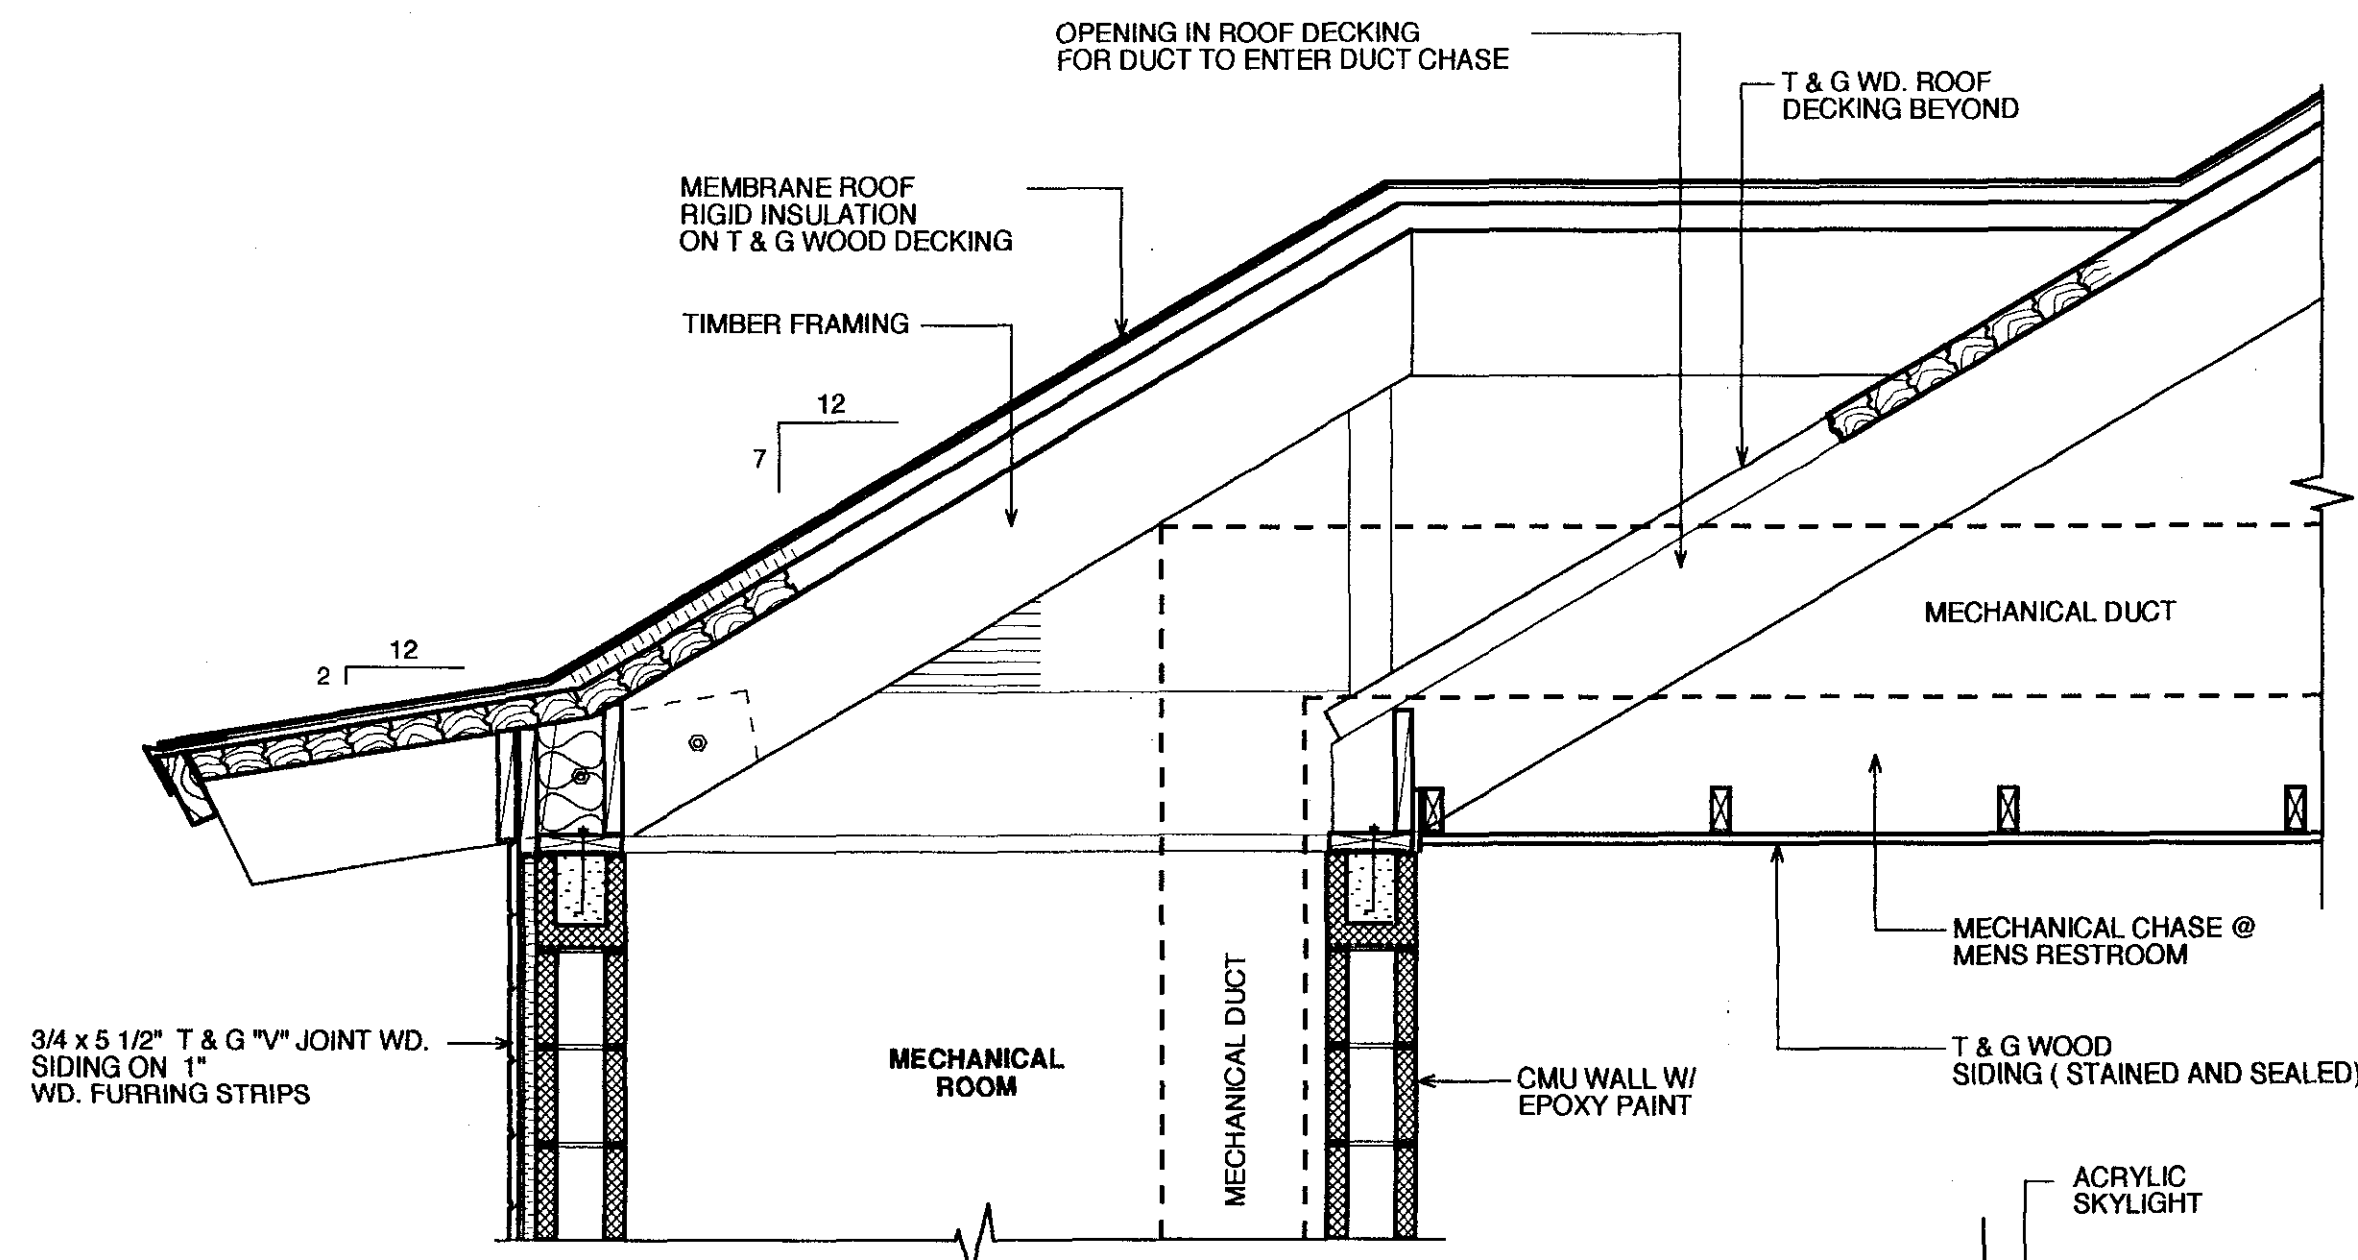 OPENING IN ROOF DECKING
FOR DUCT TO ENTER DUCT CHASE
T & G WD. ROOF
DECKING BEYOND
MEMBRANE ROOF
RIGID INSULATION
ON T & G WOOD DECKING
TIMBER FRAMING
12
7
12
2
MECHANICAL DUCT
MECHANICAL CHASE @
MENS RESTROOM
3/4 x 5 1/2" T & G "V" JOINT WD.
SIDING ON 1"
WD. FURRING STRIPS
MECHANICAL
ROOM
MECHANICAL DUCT
CMU WALL W/
EPOXY PAINT
T & G WOOD
SIDING ( STAINED AND SEALED)
ACRYLIC
SKYLIGHT